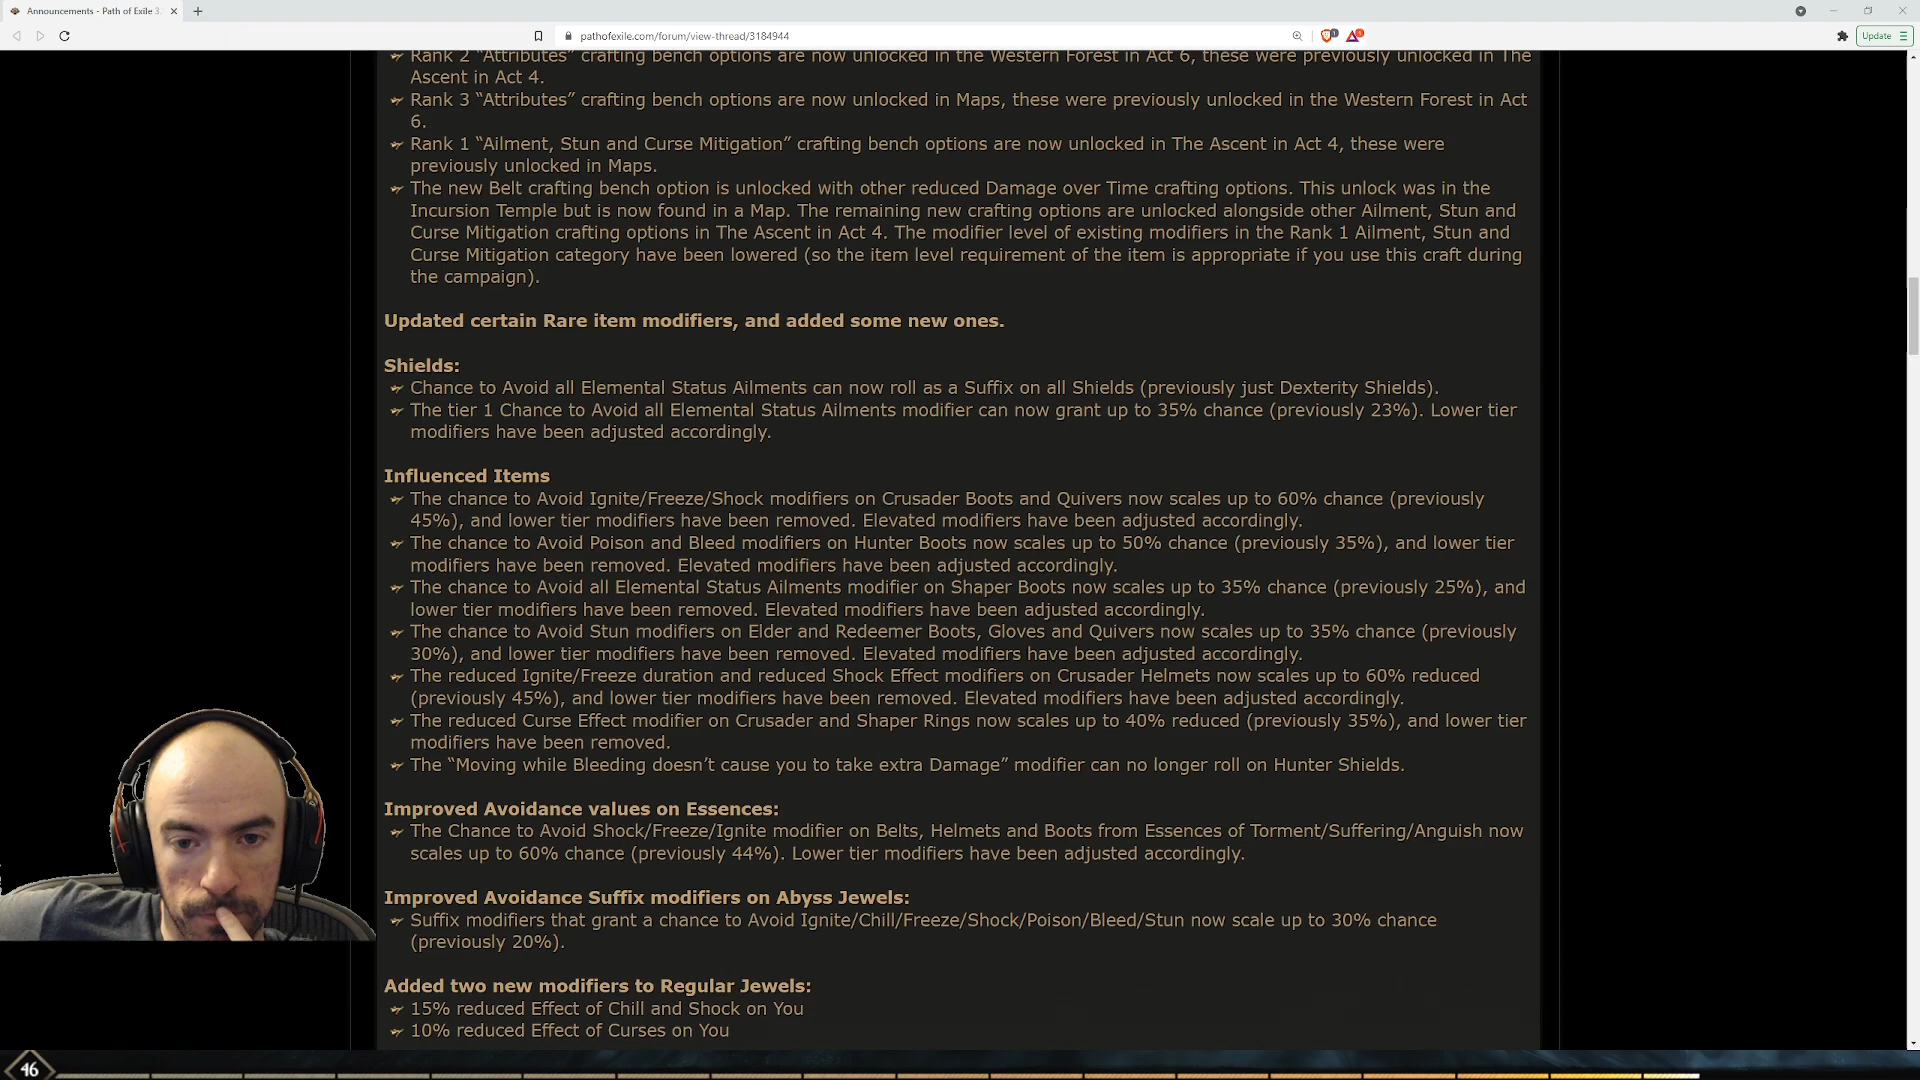 Announcements - Path of Exile 3.
pathofexile.com/forum/view-thread/3184944
Update
Rank 2 “Attributes” crafting bench options are now unlocked in the Western Forest in Act 6, these were previously unlocked in The
Ascent in Act 4.
Rank 3 “Attributes” crafting bench options are now unlocked in Maps, these were previously unlocked in the Western Forest in Act
6.
Rank 1 “Ailment, Stun and Curse Mitigation” crafting bench options are now unlocked in The Ascent in Act 4, these were
previously unlocked in Maps.
The new Belt crafting bench option is unlocked with other reduced Damage over Time crafting options. This unlock was in the
Incursion Temple but is now found in a Map. The remaining new crafting options are unlocked alongside other Ailment, Stun and
Curse Mitigation crafting options in The Ascent in Act 4. The modifier level of existing modifiers in the Rank 1 Ailment, Stun and
Curse Mitigation category have been lowered (so the item level requirement of the item is appropriate if you use this craft during
the campaign).
Updated certain Rare item modifiers, and added some new ones.
Shields:
Chance to Avoid all Elemental Status Ailments can now roll as a Suffix on all Shields (previously just Dexterity Shields).
The tier 1 Chance to Avoid all Elemental Status Ailments modifier can now grant up to 35% chance (previously 23%). Lower tier
modifiers have been adjusted accordingly.
Influenced Items
The chance to Avoid Ignite/Freeze/Shock modifiers on Crusader Boots and Quivers now scales up to 60% chance (previously
45%), and lower tier modifiers have been removed. Elevated modifiers have been adjusted accordingly.
The chance to Avoid Poison and Bleed modifiers on Hunter Boots now scales up to 50% chance (previously 35%), and lower tier
modifiers have been removed. Elevated modifiers have been adjusted accordingly.
The chance to Avoid all Elemental Status Ailments modifier on Shaper Boots now scales up to 35% chance (previously 25%), and
lower tier modifiers have been removed. Elevated modifiers have been adjusted accordingly.
The chance to Avoid Stun modifiers on Elder and Redeemer Boots, Gloves and Quivers now scales up to 35% chance (previously
30%), and lower tier modifiers have been removed. Elevated modifiers have been adjusted accordingly.
The reduced Ignite/Freeze duration and reduced Shock Effect modifiers on Crusader Helmets now scales up to 60% reduced
(previously 45%), and lower tier modifiers have been removed. Elevated modifiers have been adjusted accordingly.
The reduced Curse Effect modifier on Crusader and Shaper Rings now scales up to 40% reduced (previously 35%), and lower tier
modifiers have been removed.
The “Moving while Bleeding doesn’t cause you to take extra Damage” modifier can no longer roll on Hunter Shields.
Improved Avoidance values on Essences:
The Chance to Avoid Shock/Freeze/Ignite modifier on Belts, Helmets and Boots from Essences of Torment/Suffering/Anguish now
scales up to 60% chance (previously 44%). Lower tier modifiers have been adjusted accordingly.
Improved Avoidance Suffix modifiers on Abyss Jewels:
Suffix modifiers that grant a chance to Avoid Ignite/Chill/Freeze/Shock/Poison/Bleed/Stun now scale up to 30% chance
(previously 20%).
Added two new modifiers to Regular Jewels:
15% reduced Effect of Chill and Shock on You
10% reduced Effect of Curses on You
46